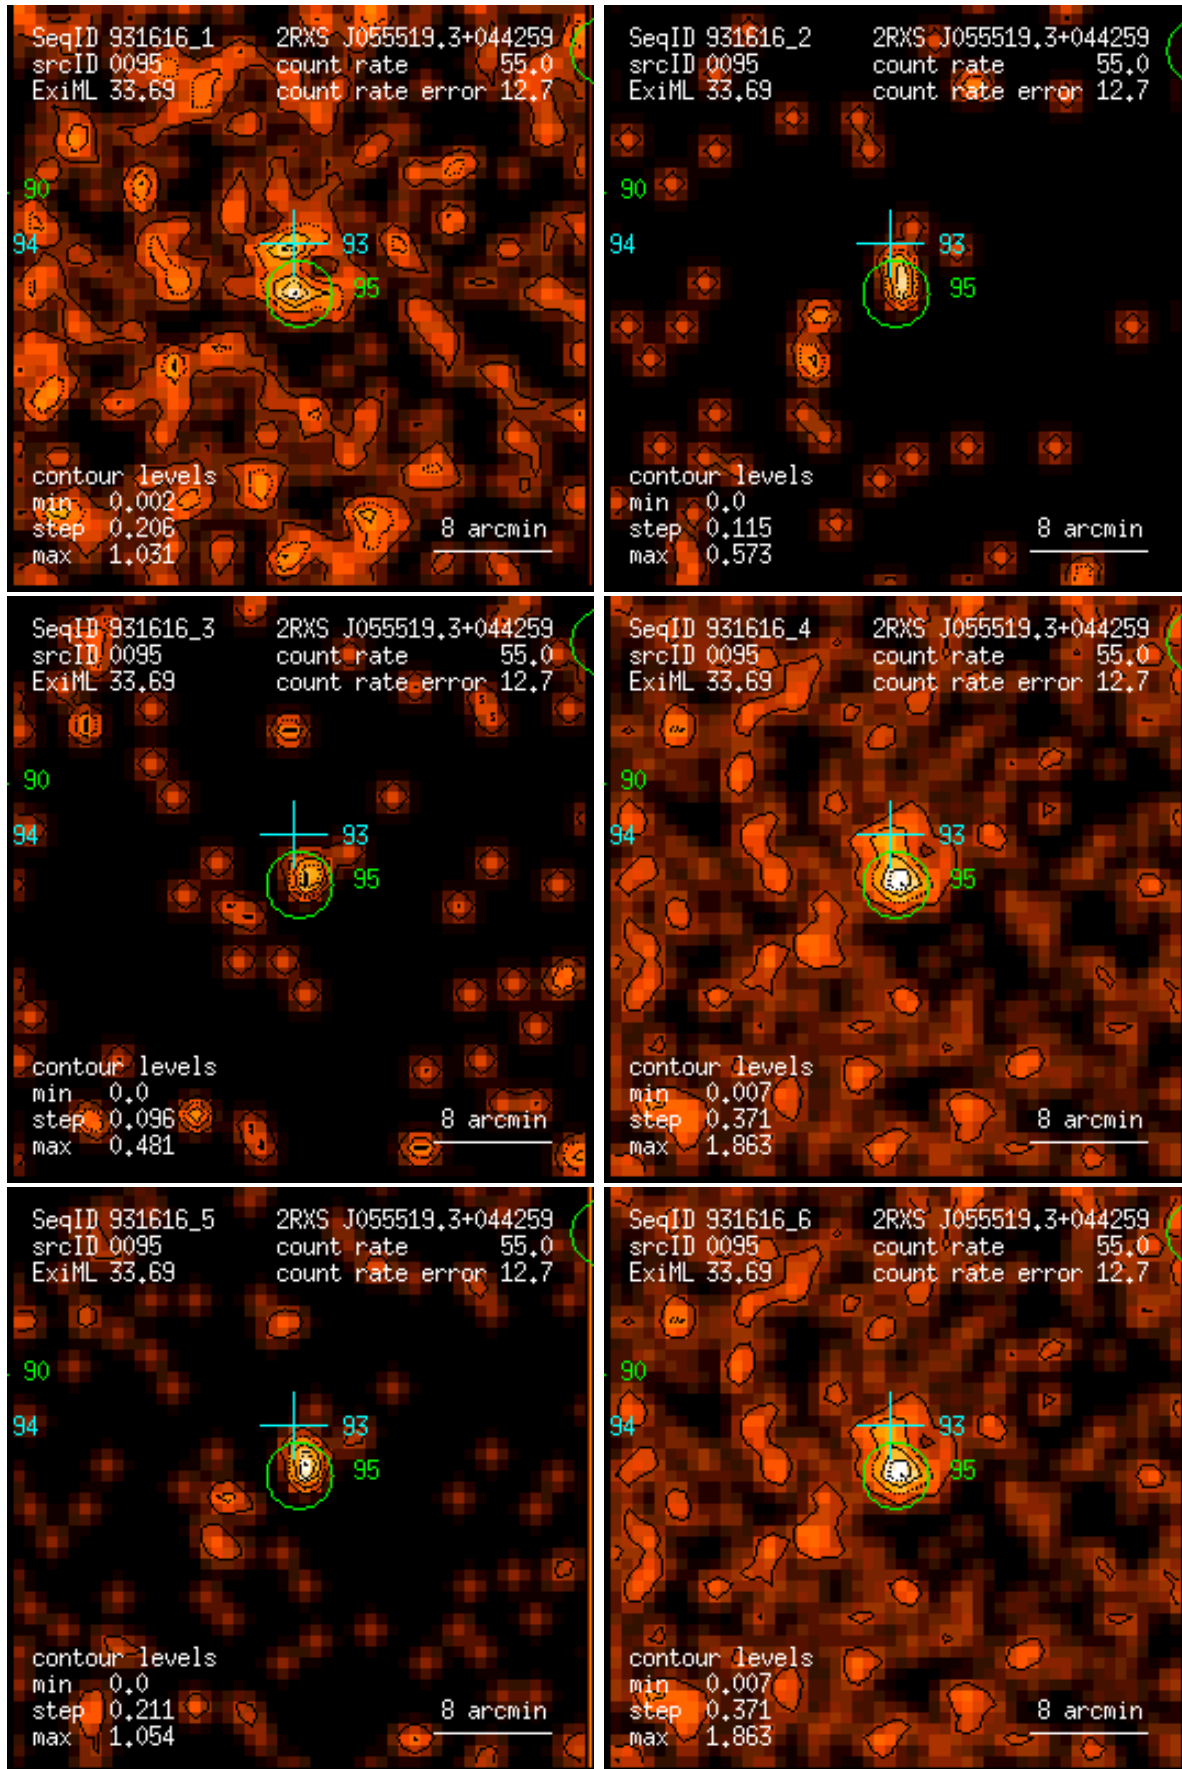 SeqID 931616_1 2RXS J055519.3+044259
srcID 0095 count rate 55.0
ExiML 33.69 count rate error 12.7
90
94 93
95
contour levels
min 0.002
step 0.206 8 arcmin
max 1.031
SeqID 931616_2 2RXS J055519.3+044259
srcID 0095 count rate 55.0
ExiML 33.69 count rate error 12.7
90
94 93
95
contour levels
min 0.0
step 0.115 8 arcmin
max 0.573
SeqID 931616_3 2RXS J055519.3+044259
srcID 0095 count rate 55.0
ExiML 33.69 count rate error 12.7
90
94 93
95
contour levels
min 0.0
step 0.096 8 arcmin
max 0.481
SeqID 931616_4 2RXS J055519.3+044259
srcID 0095 count rate 55.0
ExiML 33.69 count rate error 12.7
90
94 93
95
contour levels
min 0.007
step 0.371 8 arcmin
max 1.863
SeqID 931616_5 2RXS J055519.3+044259
srcID 0095 count rate 55.0
ExiML 33.69 count rate error 12.7
90
94 93
95
contour levels
min 0.0
step 0.211 8 arcmin
max 1.054
SeqID 931616_6 2RXS J055519.3+044259
srcID 0095 count rate 55.0
ExiML 33.69 count rate error 12.7
90
94 93
95
contour levels
min 0.007
step 0.371 8 arcmin
max 1.863